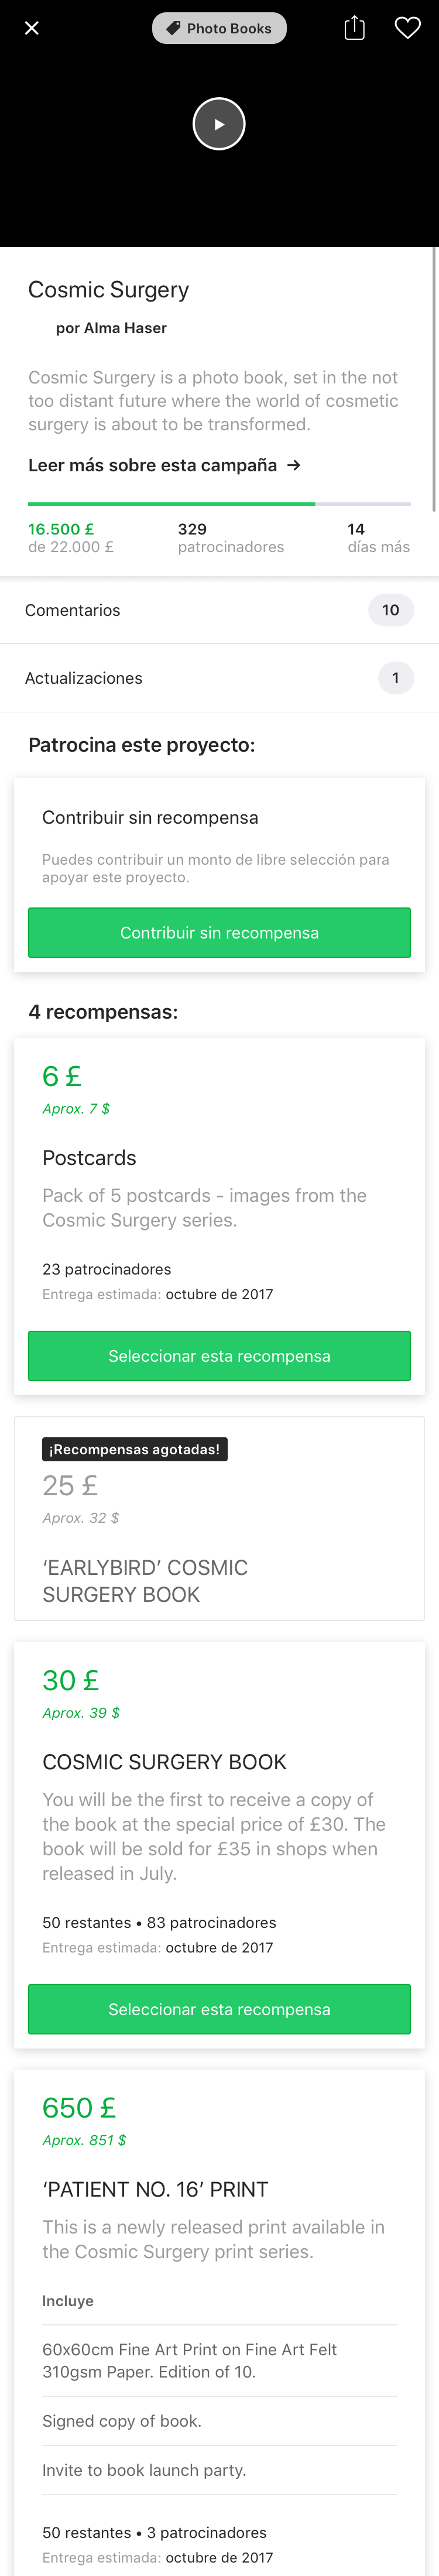 Photo Books
Cosmic Surgery
por Alma Haser
Cosmic Surgery is a photo book, set in the not
too distant future where the world of cosmetic
surgery is about to be transformed.
Leer más sobre esta campaña →
16.500 £
de 22.000 £
329
patrocinadores
14
días más
Comentarios
10
Actualizaciones
1
Patrocina este proyecto:
Contribuir sin recompensa
Puedes contribuir un monto de libre selección para
apoyar este proyecto.
Contribuir sin recompensa
4 recompensas:
6 £
Aprox. 7 $
Postcards
Pack of 5 postcards - images from the
Cosmic Surgery series.
23 patrocinadores
Entrega estimada: octubre de 2017
Seleccionar esta recompensa
¡Recompensas agotadas!
25 £
Aprox. 32 $
‘EARLYBIRD’ COSMIC
SURGERY BOOK
30 £
Aprox. 39 $
COSMIC SURGERY BOOK
You will be the first to receive a copy of
the book at the special price of £30. The
book will be sold for £35 in shops when
released in July.
50 restantes • 83 patrocinadores
Entrega estimada: octubre de 2017
Seleccionar esta recompensa
650 £
Aprox. 851 $
‘PATIENT NO. 16’ PRINT
This is a newly released print available in
the Cosmic Surgery print series.
Incluye
60x60cm Fine Art Print on Fine Art Felt
310gsm Paper. Edition of 10.
Signed copy of book.
Invite to book launch party.
50 restantes • 3 patrocinadores
Entrega estimada: octubre de 2017